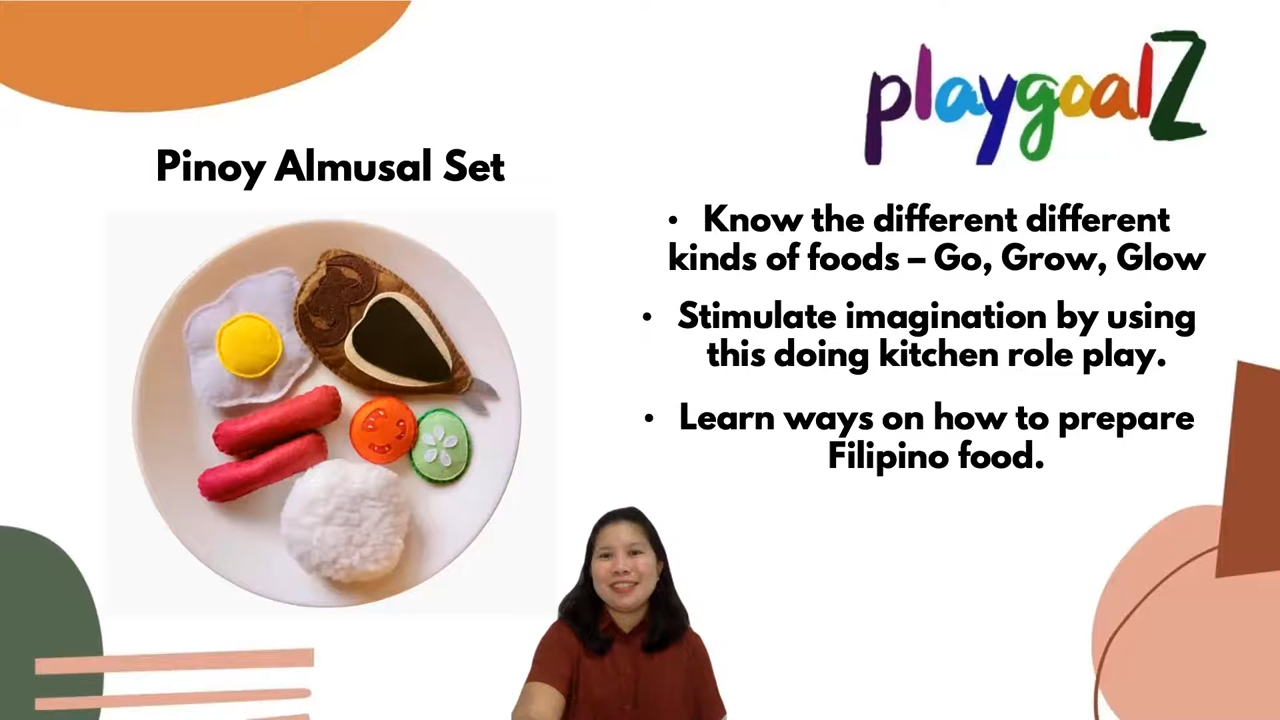 playgoalz
Pinoy Almusal Set
• Know the different different
kinds of foods – Go, Grow, Glow
• Stimulate imagination by using
this doing kitchen role play.
• Learn ways on how to prepare
Filipino food.